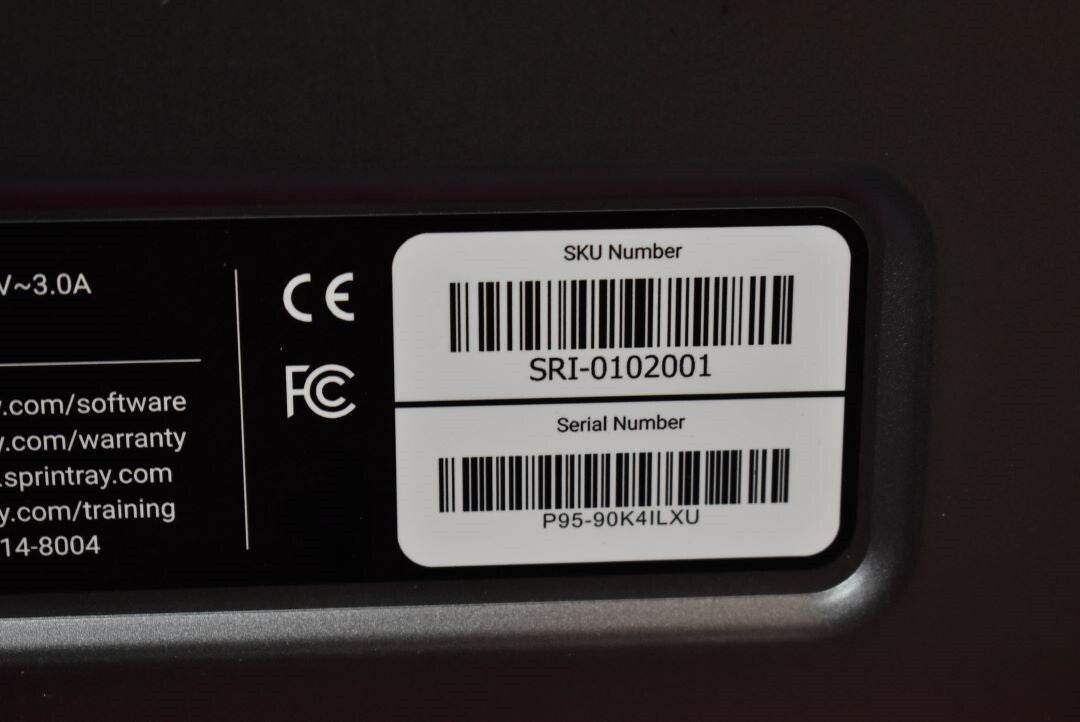 V~3.0A
y.com/software
y.com/warranty
.sprintray.com
y.com/training
14-8004
CE
FC
SKU Number
SRI-0102001
Serial Number
P95-90K4ILXU